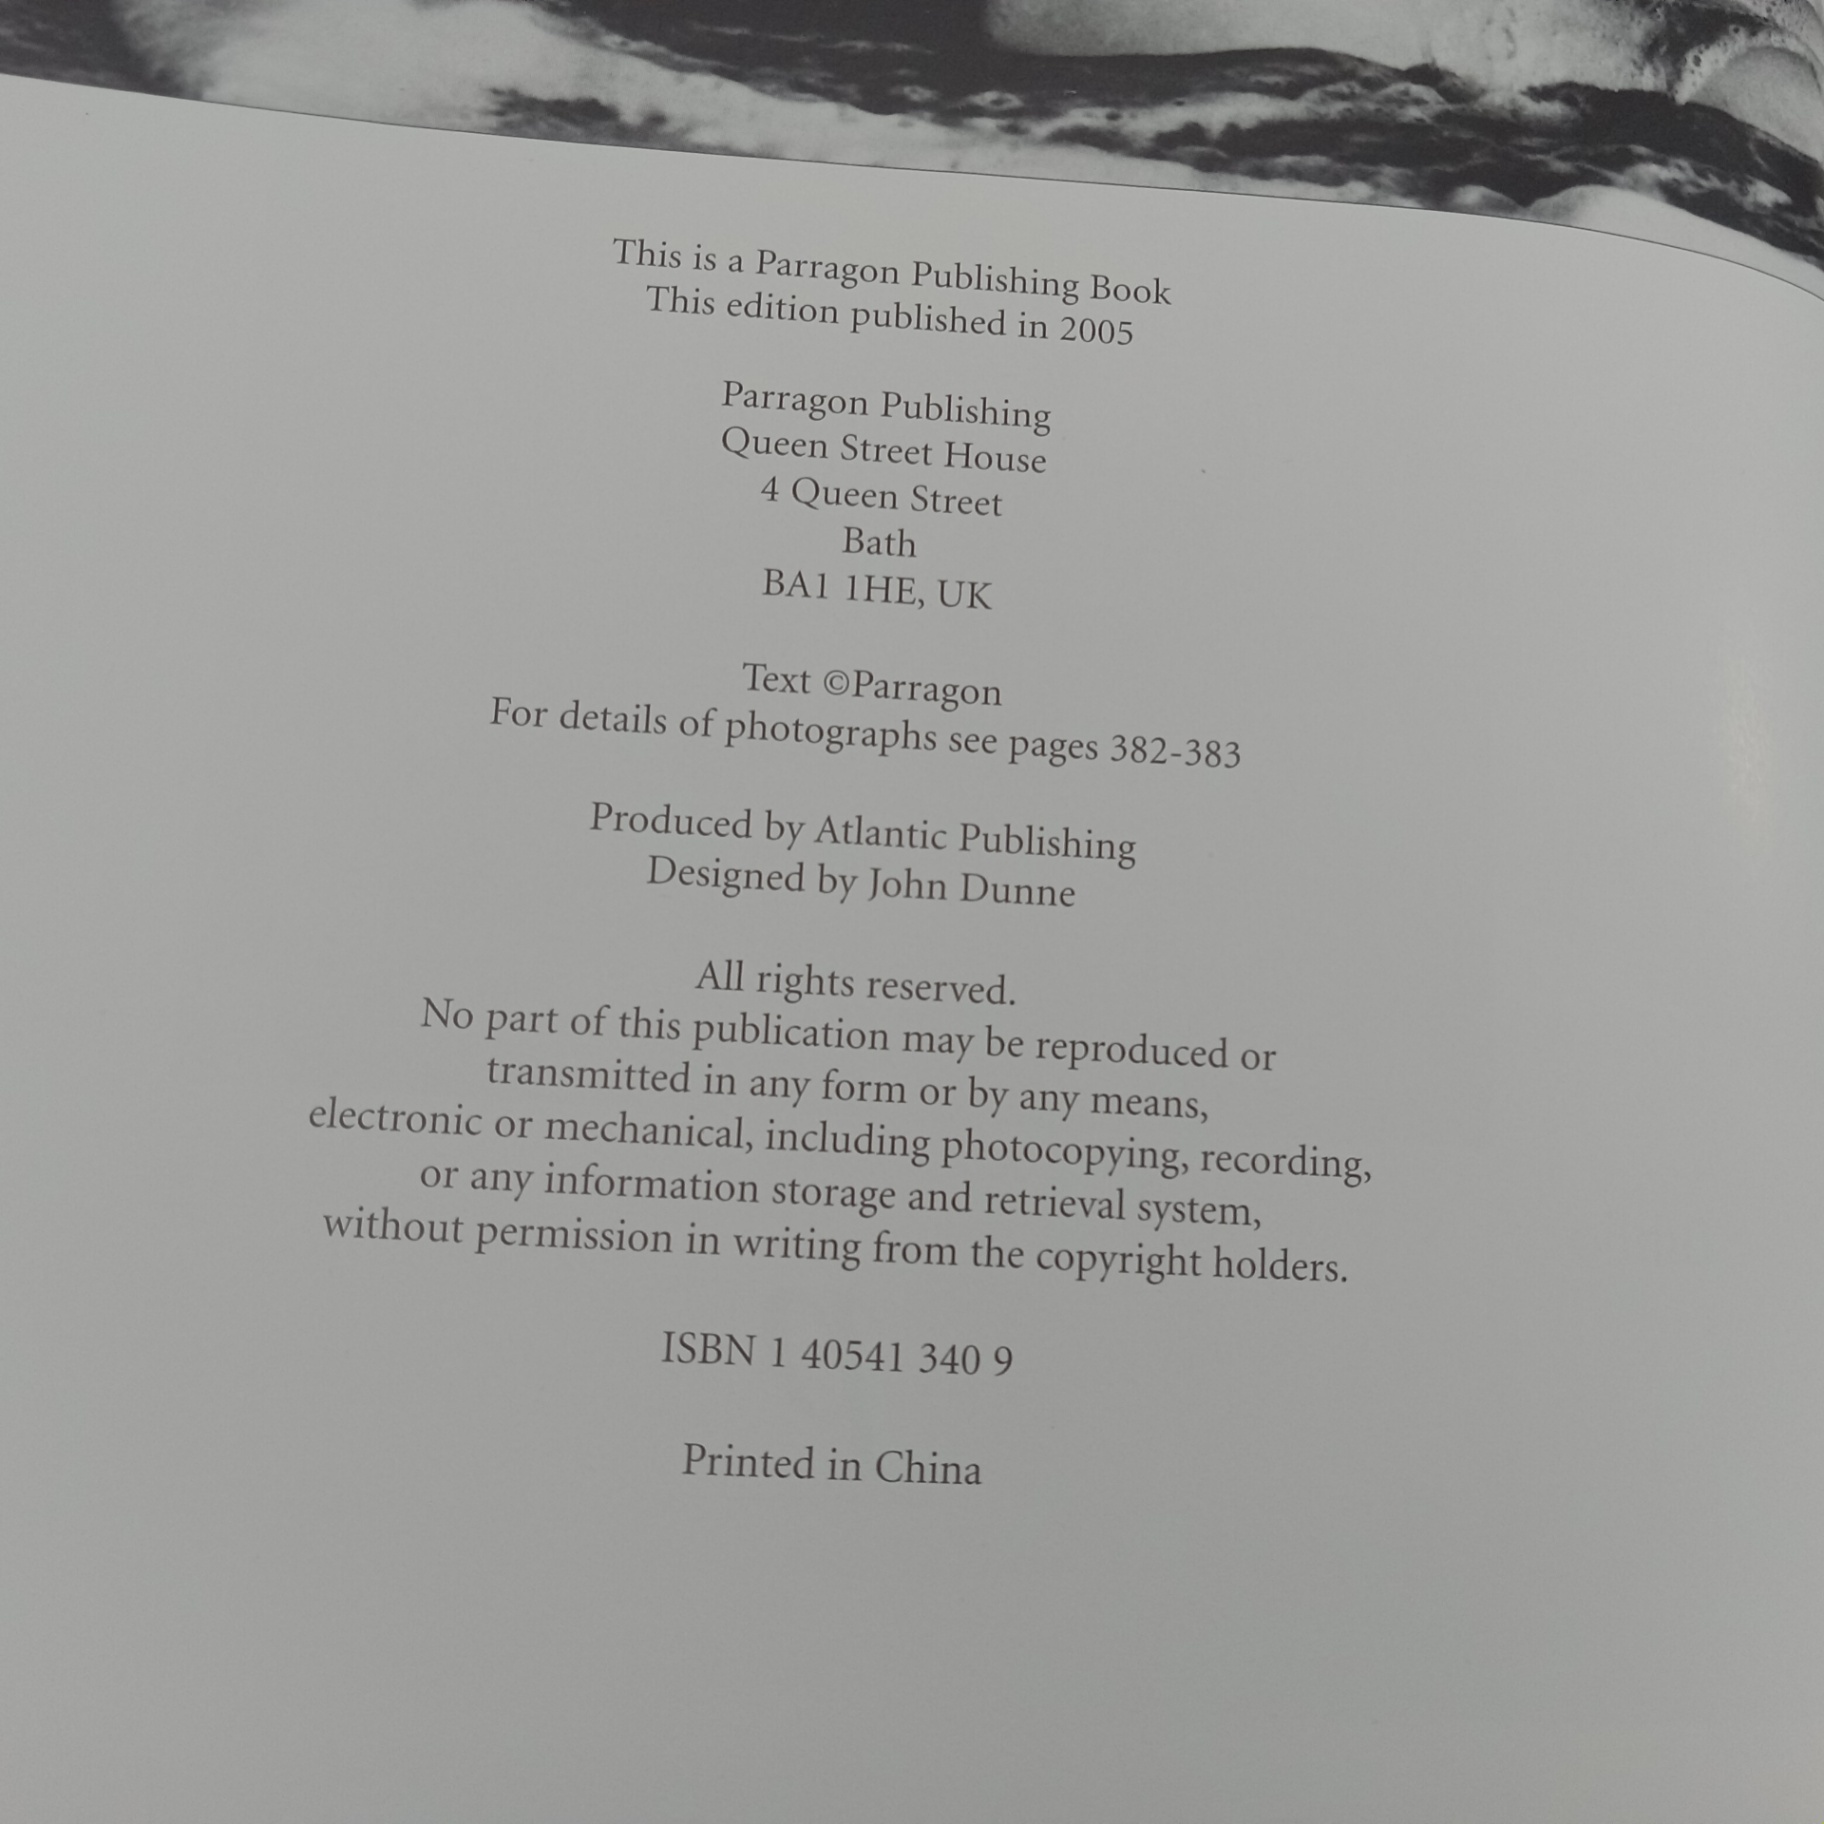 This is a Parragon Publishing Book
This edition published in 2005
Parragon Publishing
Queen Street House
4 Queen Street
Bath
BA1 1HE, UK
Text ©Parragon
For details of photographs see pages 382-383
Produced by Atlantic Publishing
Designed by John Dunne
All rights reserved.
No part of this publication may be reproduced or
transmitted in any form or by any means,
electronic or mechanical, including photocopying, recording,
or any information storage and retrieval system,
without permission in writing from the copyright holders.
ISBN 1 40541 340 9
Printed in China